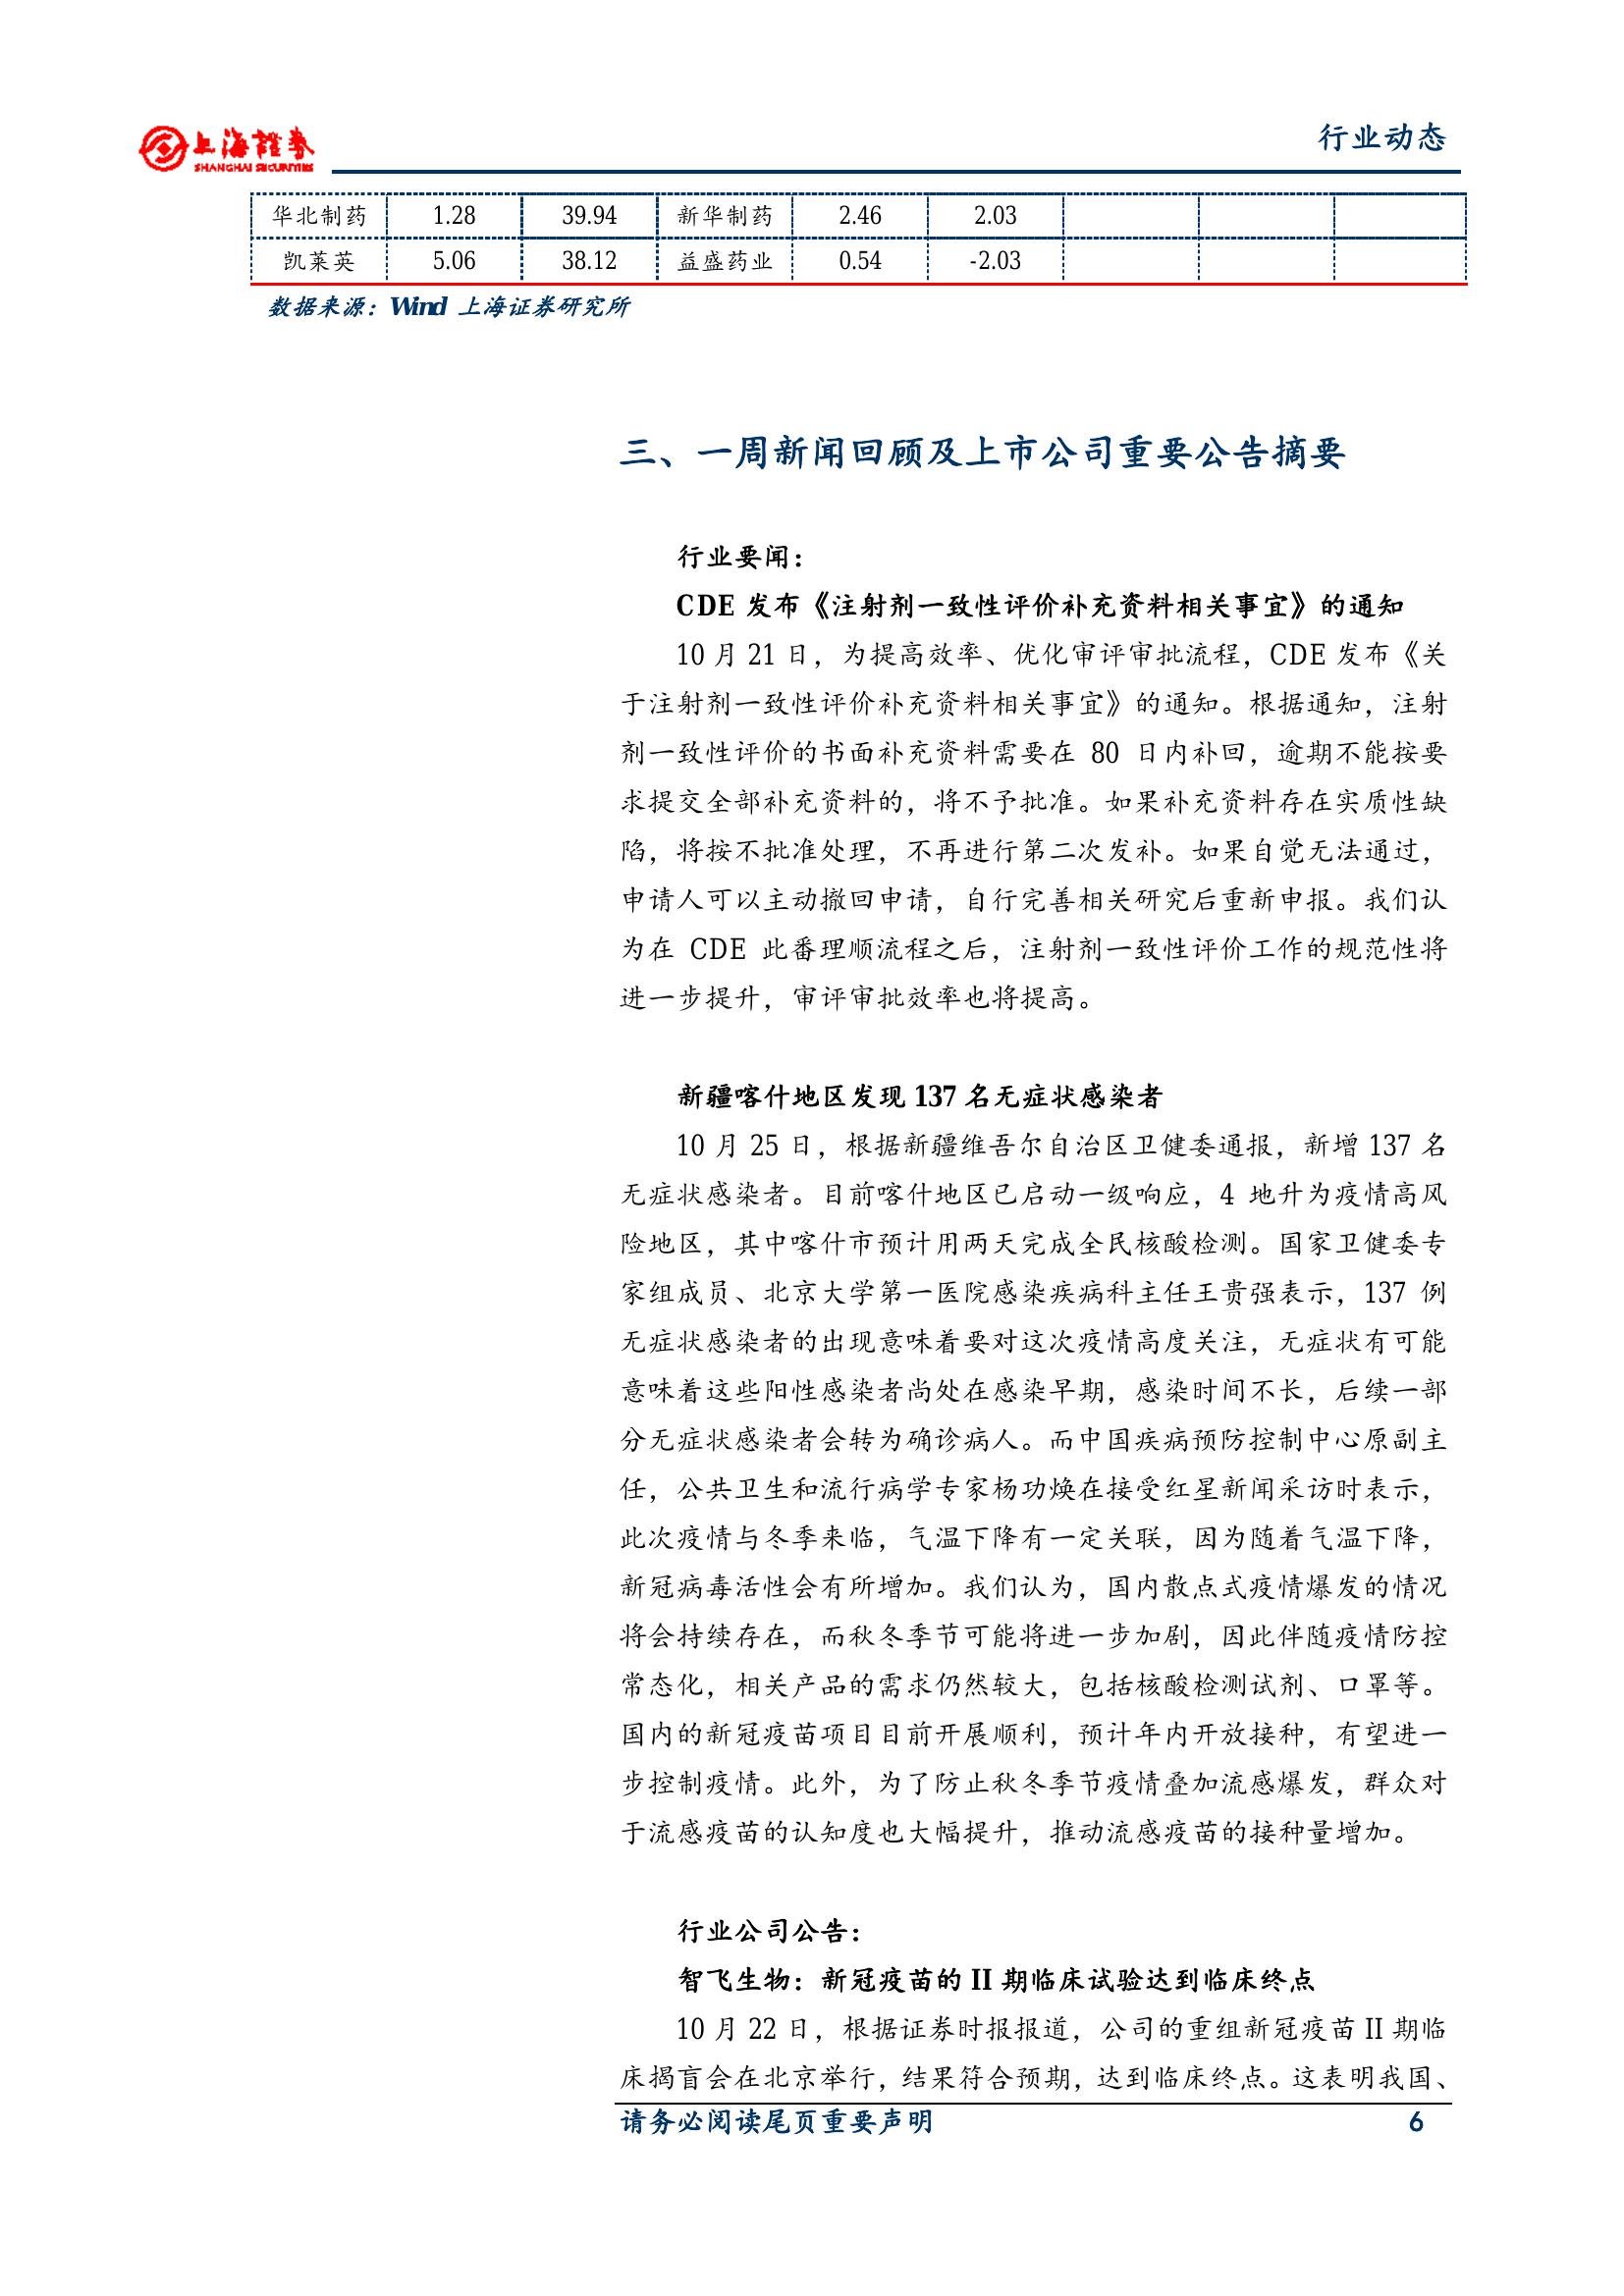 上海證券
SHANGHAI SECURITIES
行业动态
华北制药 1.28 39.94 新华制药 2.46 2.03
凯莱英 5.06 38.12 益盛药业 0.54 -2.03
数据来源：Wind 上海证券研究所
三、一周新闻回顾及上市公司重要公告摘要
行业要闻：
CDE 发布《注射剂一致性评价补充资料相关事宜》的通知
10 月 21 日，为提高效率、优化审评审批流程，CDE 发布《关
于注射剂一致性评价补充资料相关事宜》的通知。根据通知，注射
剂一致性评价的书面补充资料需要在 80 日内补回，逾期不能按要
求提交全部补充资料的，将不予批准。如果补充资料存在实质性缺
陷，将按不批准处理，不再进行第二次发补。如果自觉无法通过，
申请人可以主动撤回申请，自行完善相关研究后重新申报。我们认
为在 CDE 此番理顺流程之后，注射剂一致性评价工作的规范性将
进一步提升，审评审批效率也将提高。
新疆喀什地区发现 137 名无症状感染者
10 月 25 日，根据新疆维吾尔自治区卫健委通报，新增 137 名
无症状感染者。目前喀什地区已启动一级响应，4 地升为疫情高风
险地区，其中喀什市预计用两天完成全民核酸检测。国家卫健委专
家组成员、北京大学第一医院感染疾病科主任王贵强表示，137 例
无症状感染者的出现意味着要对这次疫情高度关注，无症状有可能
意味着这些阳性感染者尚处在感染早期，感染时间不长，后续一部
分无症状感染者会转为确诊病人。而中国疾病预防控制中心原副主
任，公共卫生和流行病学专家杨功焕在接受红星新闻采访时表示，
此次疫情与冬季来临，气温下降有一定关联，因为随着气温下降，
新冠病毒活性会有所增加。我们认为，国内散点式疫情爆发的情况
将会持续存在，而秋冬季节可能将进一步加剧，因此伴随疫情防控
常态化，相关产品的需求仍然较大，包括核酸检测试剂、口罩等。
国内的新冠疫苗项目目前开展顺利，预计年内开放接种，有望进一
步控制疫情。此外，为了防止秋冬季节疫情叠加流感爆发，群众对
于流感疫苗的认知度也大幅提升，推动流感疫苗的接种量增加。
行业公司公告：
智飞生物：新冠疫苗的 II 期临床试验达到临床终点
10 月 22 日，根据证券时报报道，公司的重组新冠疫苗 II 期临
床揭盲会在北京举行，结果符合预期，达到临床终点。这表明我国、
请务必阅读尾页重要声明 6